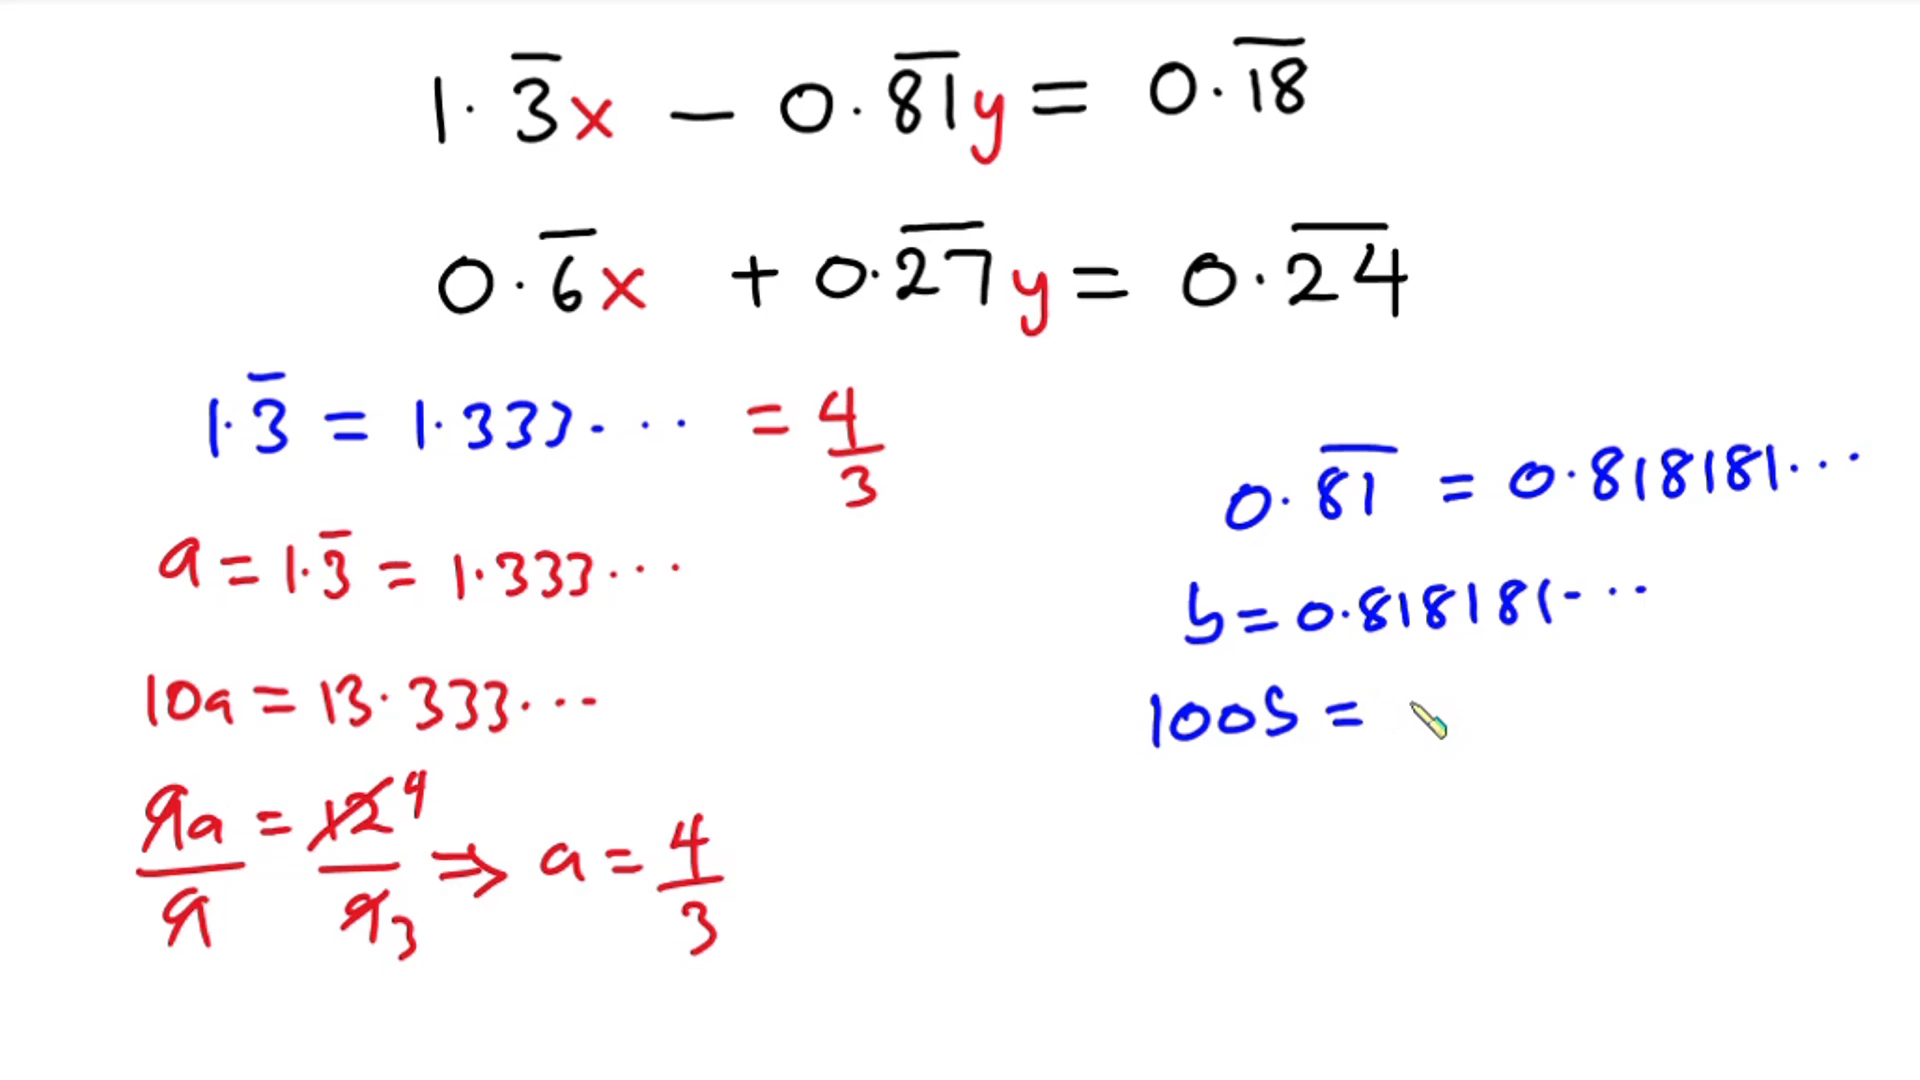 1.3̅x − 0.8̅1̅y = 0.1̅8̅
0.6̅x + 0.2̅7̅y = 0.2̅4̅
1.3̅ = 1.333... = 4/3
a = 1.3̅ = 1.333...
10a = 13.333...
9a/9 = 12/9 4 3 ⇒ a = 4/3
0.8̅1̅ = 0.818181...
b = 0.818181...
100b =